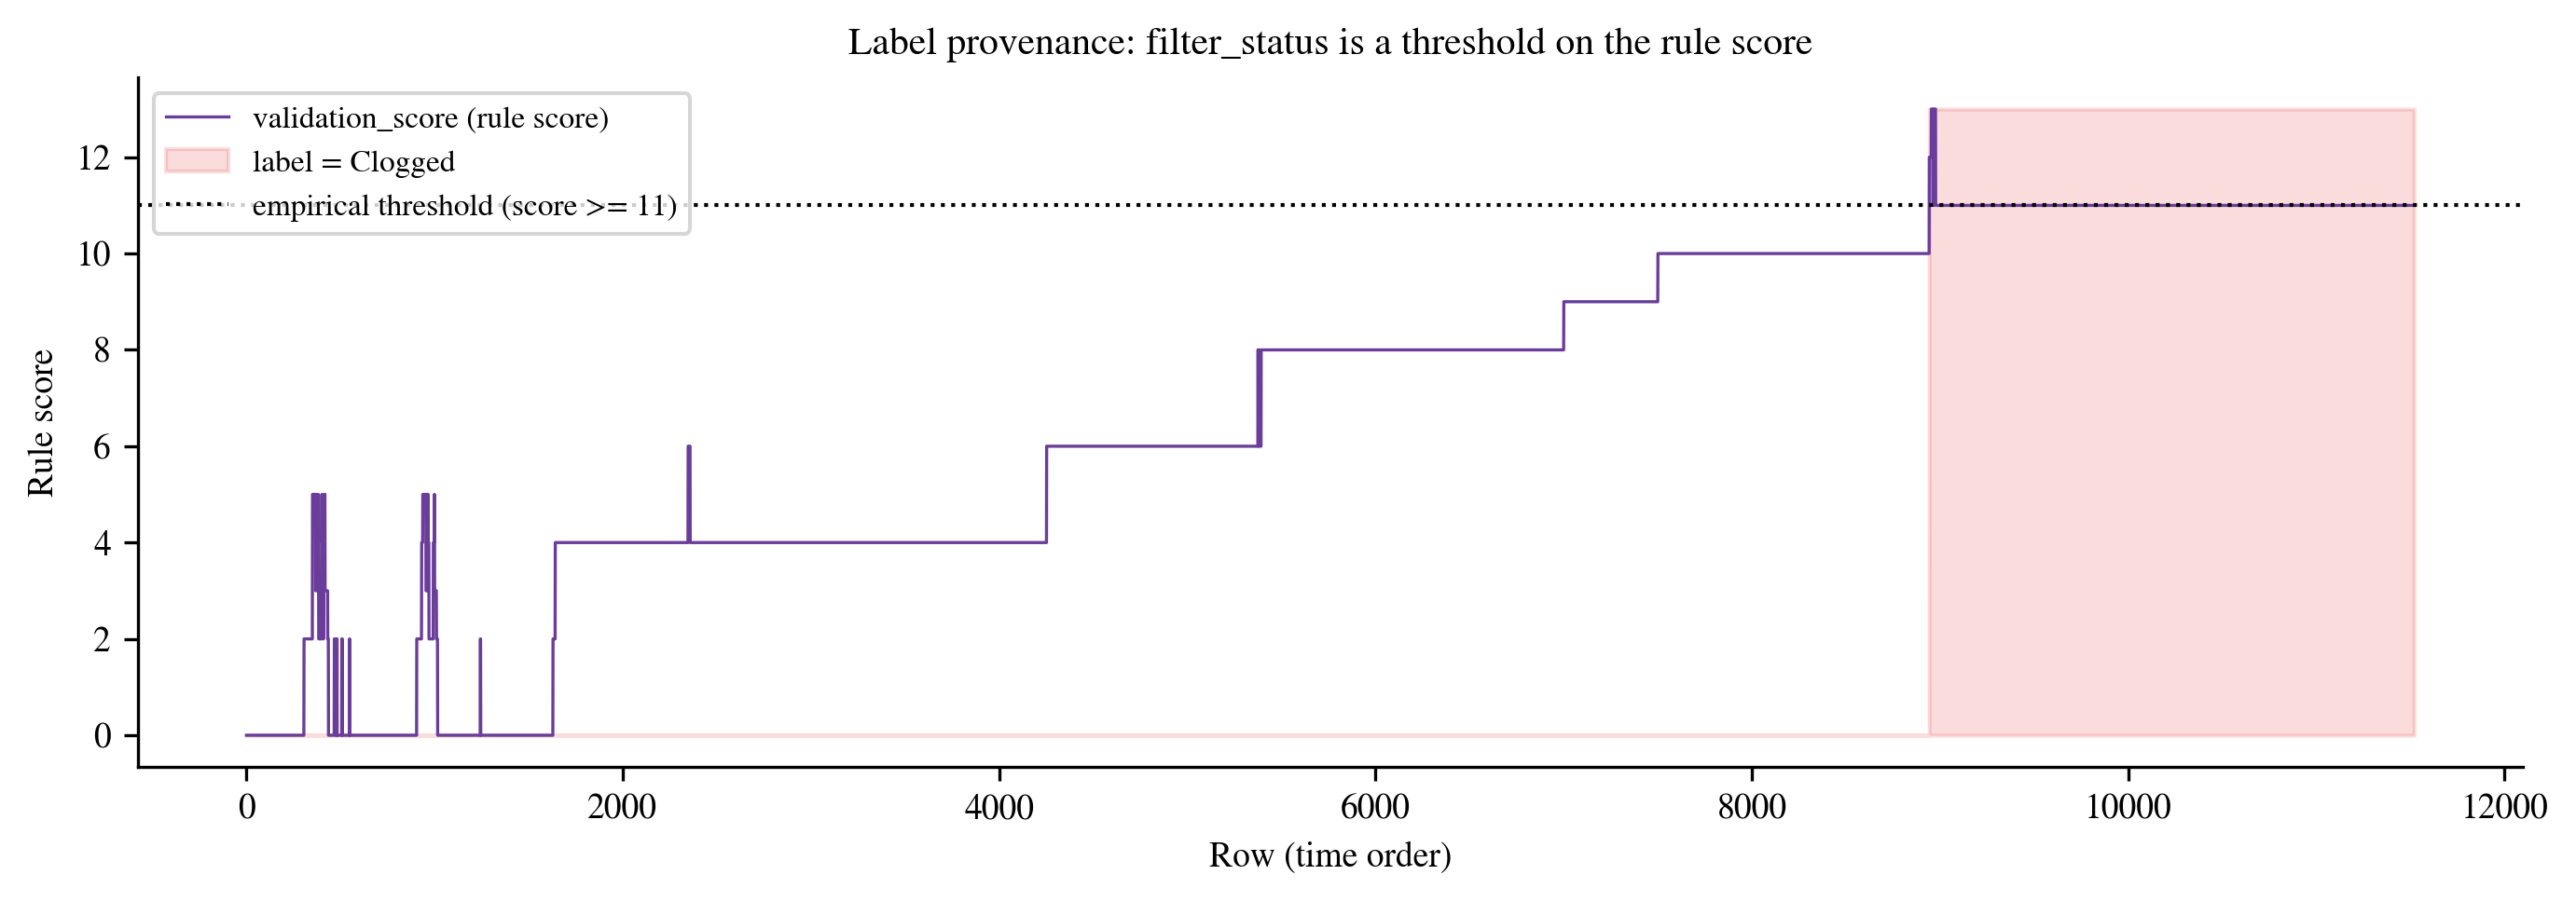 Label provenance: filter_status is a threshold on the rule score
validation_score (rule score)
label = Clogged
empirical threshold (score >= 11)
12
10
8
6
4
2
0
Rule score
0 2000 4000 6000 8000 10000 12000
Row (time order)